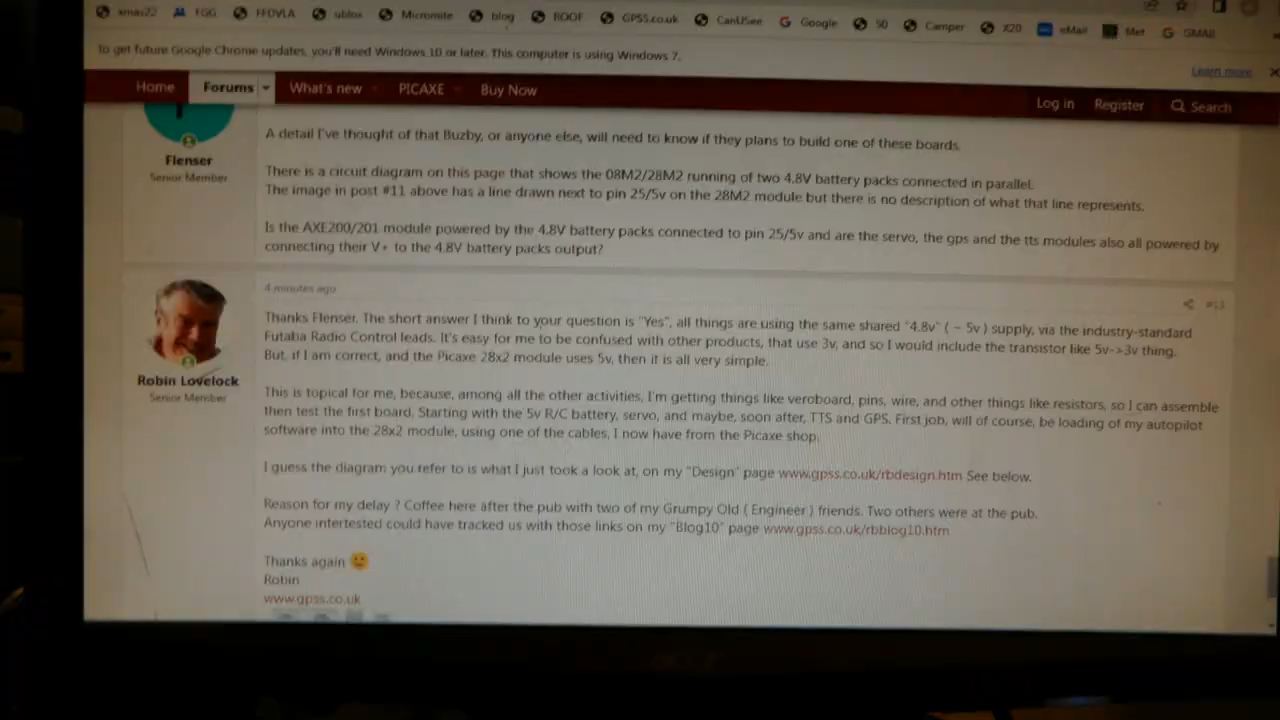 xmas22 FGG FFDVLA ublox Micromite blog ROOF GPSS.co.uk CanUSee Google SO Camper X20 eMail Met GMAIL
To get future Google Chrome updates, you'll need Windows 10 or later. This computer is using Windows 7.
Learn more
Home Forums What's new PICAXE Buy Now Log in Register Search
Flenser
Senior Member
A detail I've thought of that Buzby, or anyone else, will need to know if they plans to build one of these boards.
There is a circuit diagram on this page that shows the 08M2/28M2 running of two 4.8V battery packs connected in parallel.
The image in post #11 above has a line drawn next to pin 25/5v on the 28M2 module but there is no description of what that line represents.
Is the AXE200/201 module powered by the 4.8V battery packs connected to pin 25/5v and are the servo, the gps and the tts modules also all powered by
connecting their V+ to the 4.8V battery packs output?
4 minutes ago
#13
Robin Lovelock
Senior Member
Thanks Flenser. The short answer I think to your question is "Yes", all things are using the same shared "4.8v" ( ~ 5v ) supply, via the industry-standard
Futaba Radio Control leads. It's easy for me to be confused with other products, that use 3v, and so I would include the transistor like 5v->3v thing.
But, if I am correct, and the Picaxe 28x2 module uses 5v, then it is all very simple.
This is topical for me, because, among all the other activities, I'm getting things like veroboard, pins, wire, and other things like resistors, so I can assemble
then test the first board. Starting with the 5v R/C battery, servo, and maybe, soon after, TTS and GPS. First job, will of course, be loading of my autopilot
software into the 28x2 module, using one of the cables, I now have from the Picaxe shop.
I guess the diagram you refer to is what I just took a look at, on my "Design" page www.gpss.co.uk/rbdesign.htm See below.
Reason for my delay ? Coffee here after the pub with two of my Grumpy Old ( Engineer ) friends. Two others were at the pub.
Anyone intertested could have tracked us with those links on my "Blog10" page www.gpss.co.uk/rbblog10.htm
Thanks again
Robin
www.gpss.co.uk